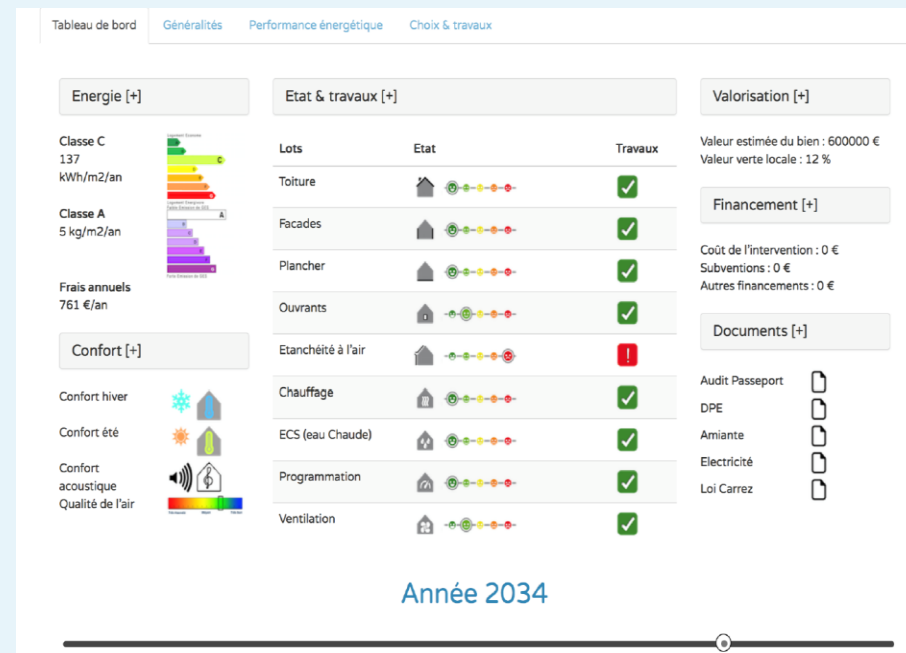 Tableau de bord
Généralités
Performance énergétique
Choix & travaux
Energie [+]
Classe C
137
kWh/m2/an
C
Classe A
5 kg/m2/an
A
Frais annuels
761 €/an
Confort [+]
Confort hiver
Confort été
Confort
acoustique
Qualité de l'air
Etat & travaux [+]
Lots Etat Travaux
Toiture
Facades
Plancher
Ouvrants
Etanchéité à l'air
Chauffage
ECS (eau Chaude)
Programmation
Ventilation
Valorisation [+]
Valeur estimée du bien : 600000 €
Valeur verte locale : 12 %
Financement [+]
Coût de l'intervention : 0 €
Subventions : 0 €
Autres financements : 0 €
Documents [+]
Audit Passeport
DPE
Amiante
Electricité
Loi Carrez
Année 2034